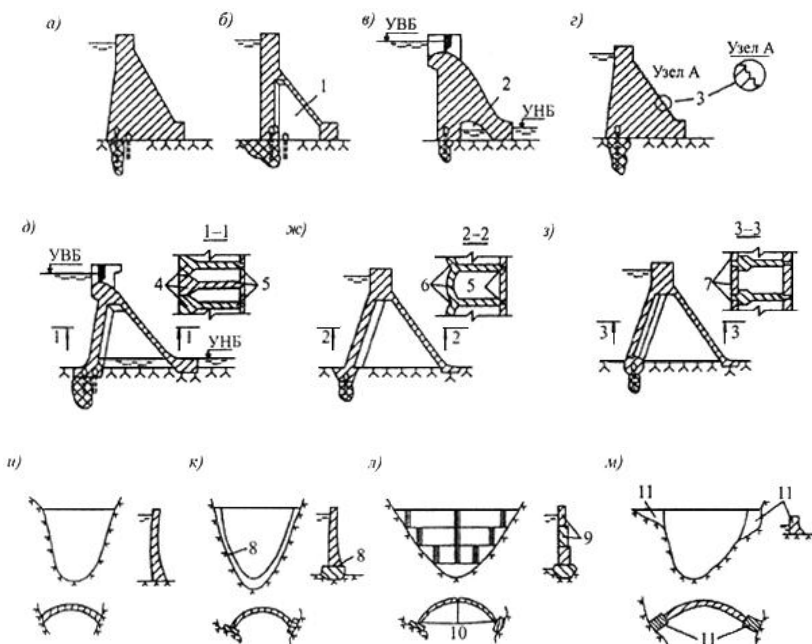 а)
б)
в)
г)
УВБ
УНБ
1
2
Узел А
Узел А
3
д)
ж)
з)
УВБ
УНБ
1–1
2–2
3–3
4
5
6
5
7
1
1
2
2
3
3
и)
к)
л)
м)
8
8
9
10
11
11
11